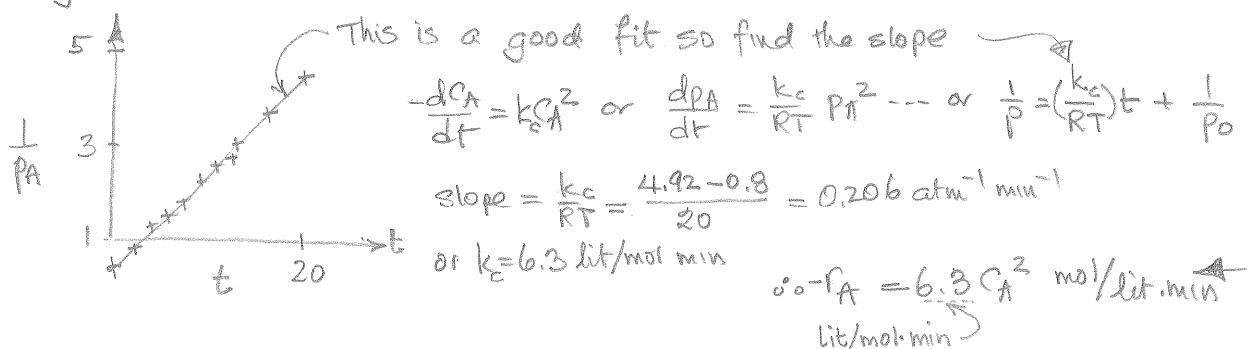 This is a good fit so find the slope
5
3
1
1/pA
t
20
t
-dCA/dt = kcCA² or dpA/dt = kc/RT pA² --- or 1/p = (kc/RT)t + 1/p0
slope = kc/RT = (4.92-0.8)/20 = 0.206 atm⁻¹ min⁻¹
or kc=6.3 lit/mol min
∴ -rA = 6.3 CA² mol/lit.min
lit/mol·min